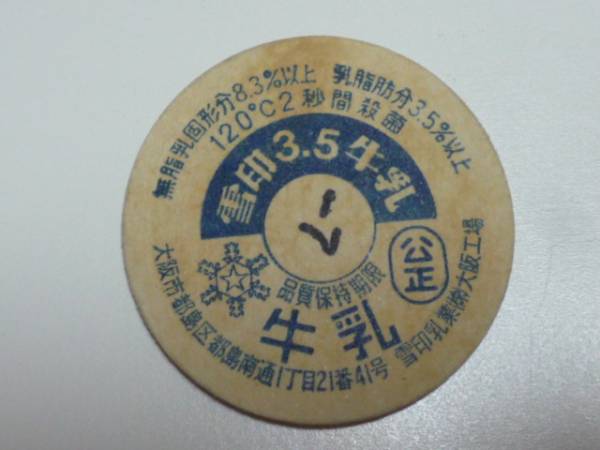 無脂乳固形分8.3%以上 乳脂肪分3.5%以上
120°C2秒間殺菌
雪印3.5牛乳
公正
品質保持期限
牛乳
大阪市都島区都島南通1丁目21番41号 雪印乳業㈱大阪工場